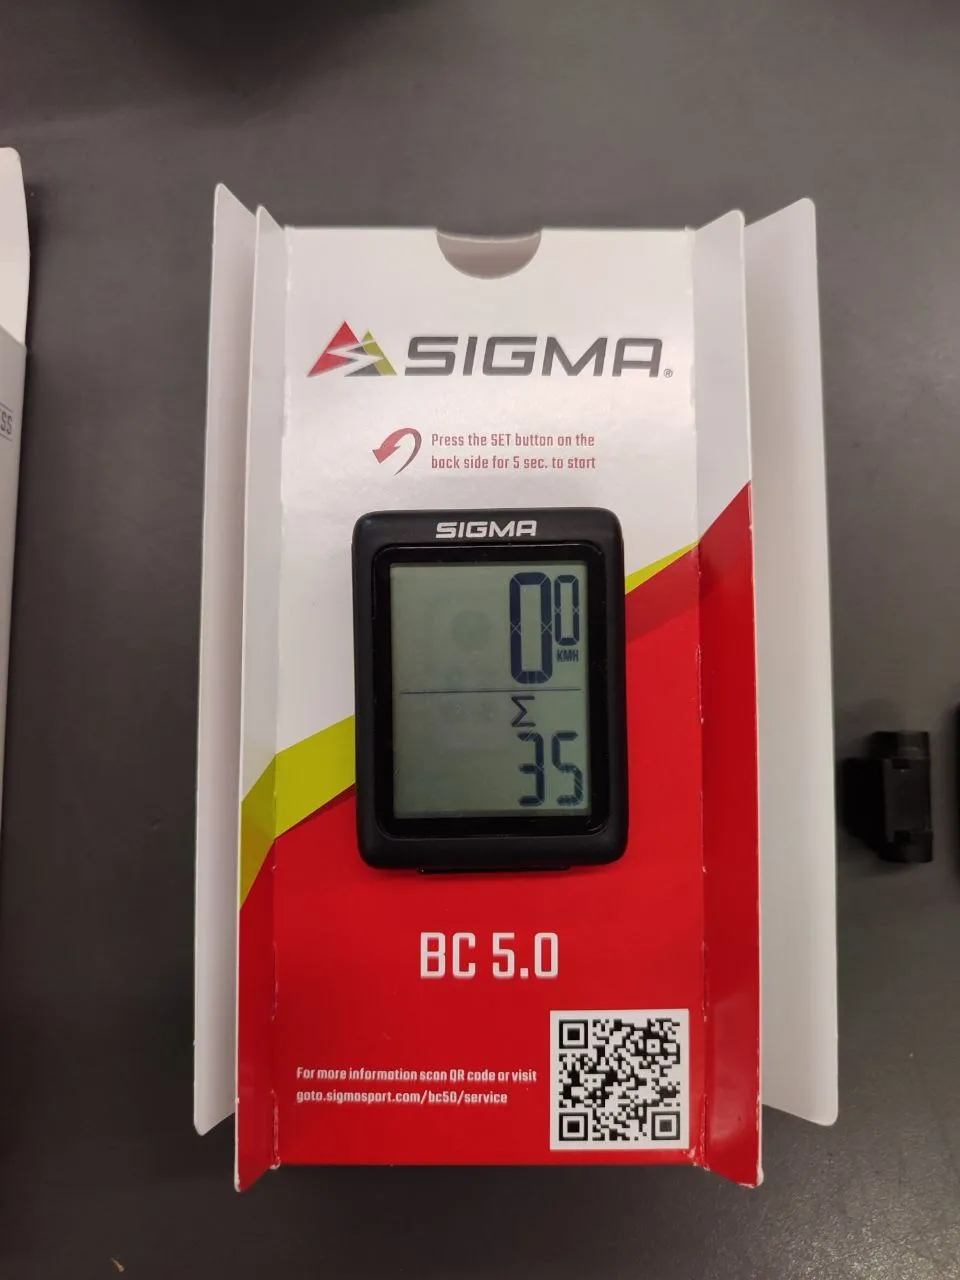 SS
SIGMA®
Press the SET button on the
back side for 5 sec. to start
SIGMA
00
KMH
Σ
35
BC 5.0
For more information scan QR code or visit
goto.sigmasport.com/bc50/service